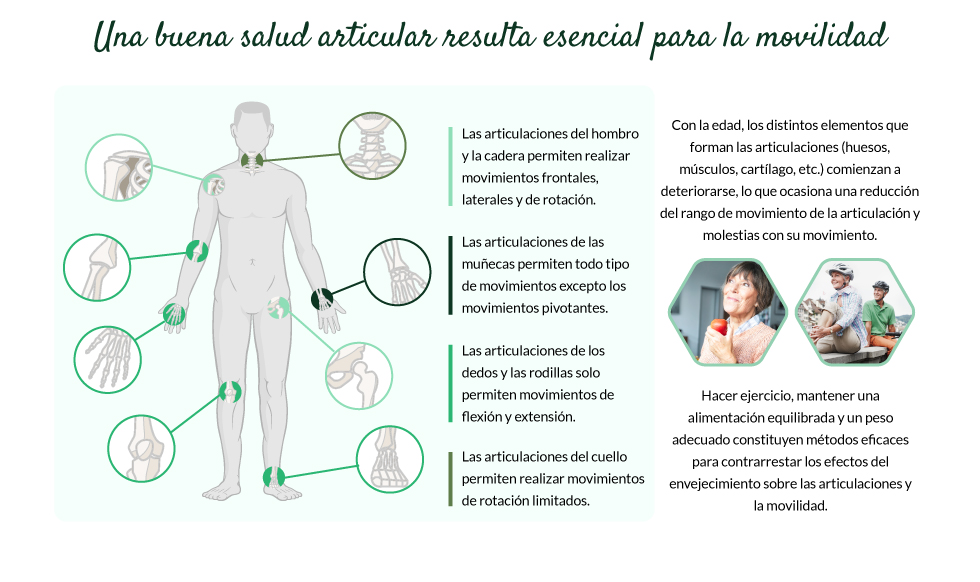 Una buena salud articular resulta esencial para la movilidad
Las articulaciones del hombro
y la cadera permiten realizar
movimientos frontales,
laterales y de rotación.
Las articulaciones de las
muñecas permiten todo tipo
de movimientos excepto los
movimientos pivotantes.
Las articulaciones de los
dedos y las rodillas solo
permiten movimientos de
flexión y extensión.
Las articulaciones del cuello
permiten realizar movimientos
de rotación limitados.
Con la edad, los distintos elementos que
forman las articulaciones (huesos,
músculos, cartílago, etc.) comienzan a
deteriorarse, lo que ocasiona una reducción
del rango de movimiento de la articulación y
molestias con su movimiento.
Hacer ejercicio, mantener una
alimentación equilibrada y un peso
adecuado constituyen métodos eficaces
para contrarrestar los efectos del
envejecimiento sobre las articulaciones y
la movilidad.